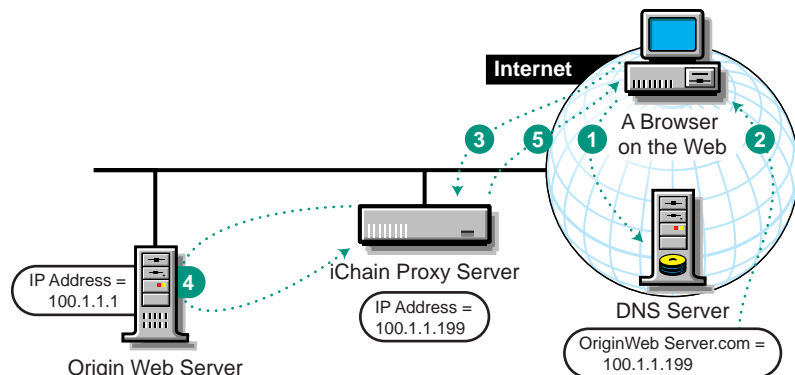 Internet
A Browser
on the Web
3
5
1
2
4
IP Address =
100.1.1.1
iChain Proxy Server
IP Address =
100.1.1.199
DNS Server
OriginWeb Server.com =
100.1.1.199
Origin Web Server